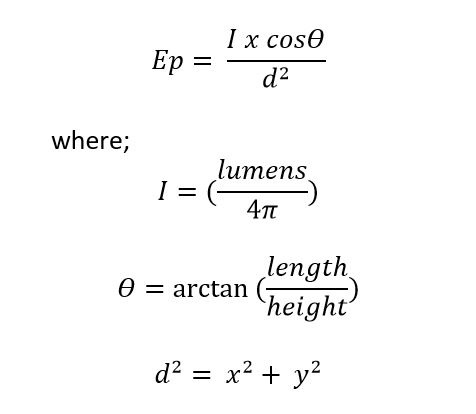 Ep = I x cosθ / d²
where;
I = (lumens / 4π)
θ = arctan (length / height)
d² = x² + y²